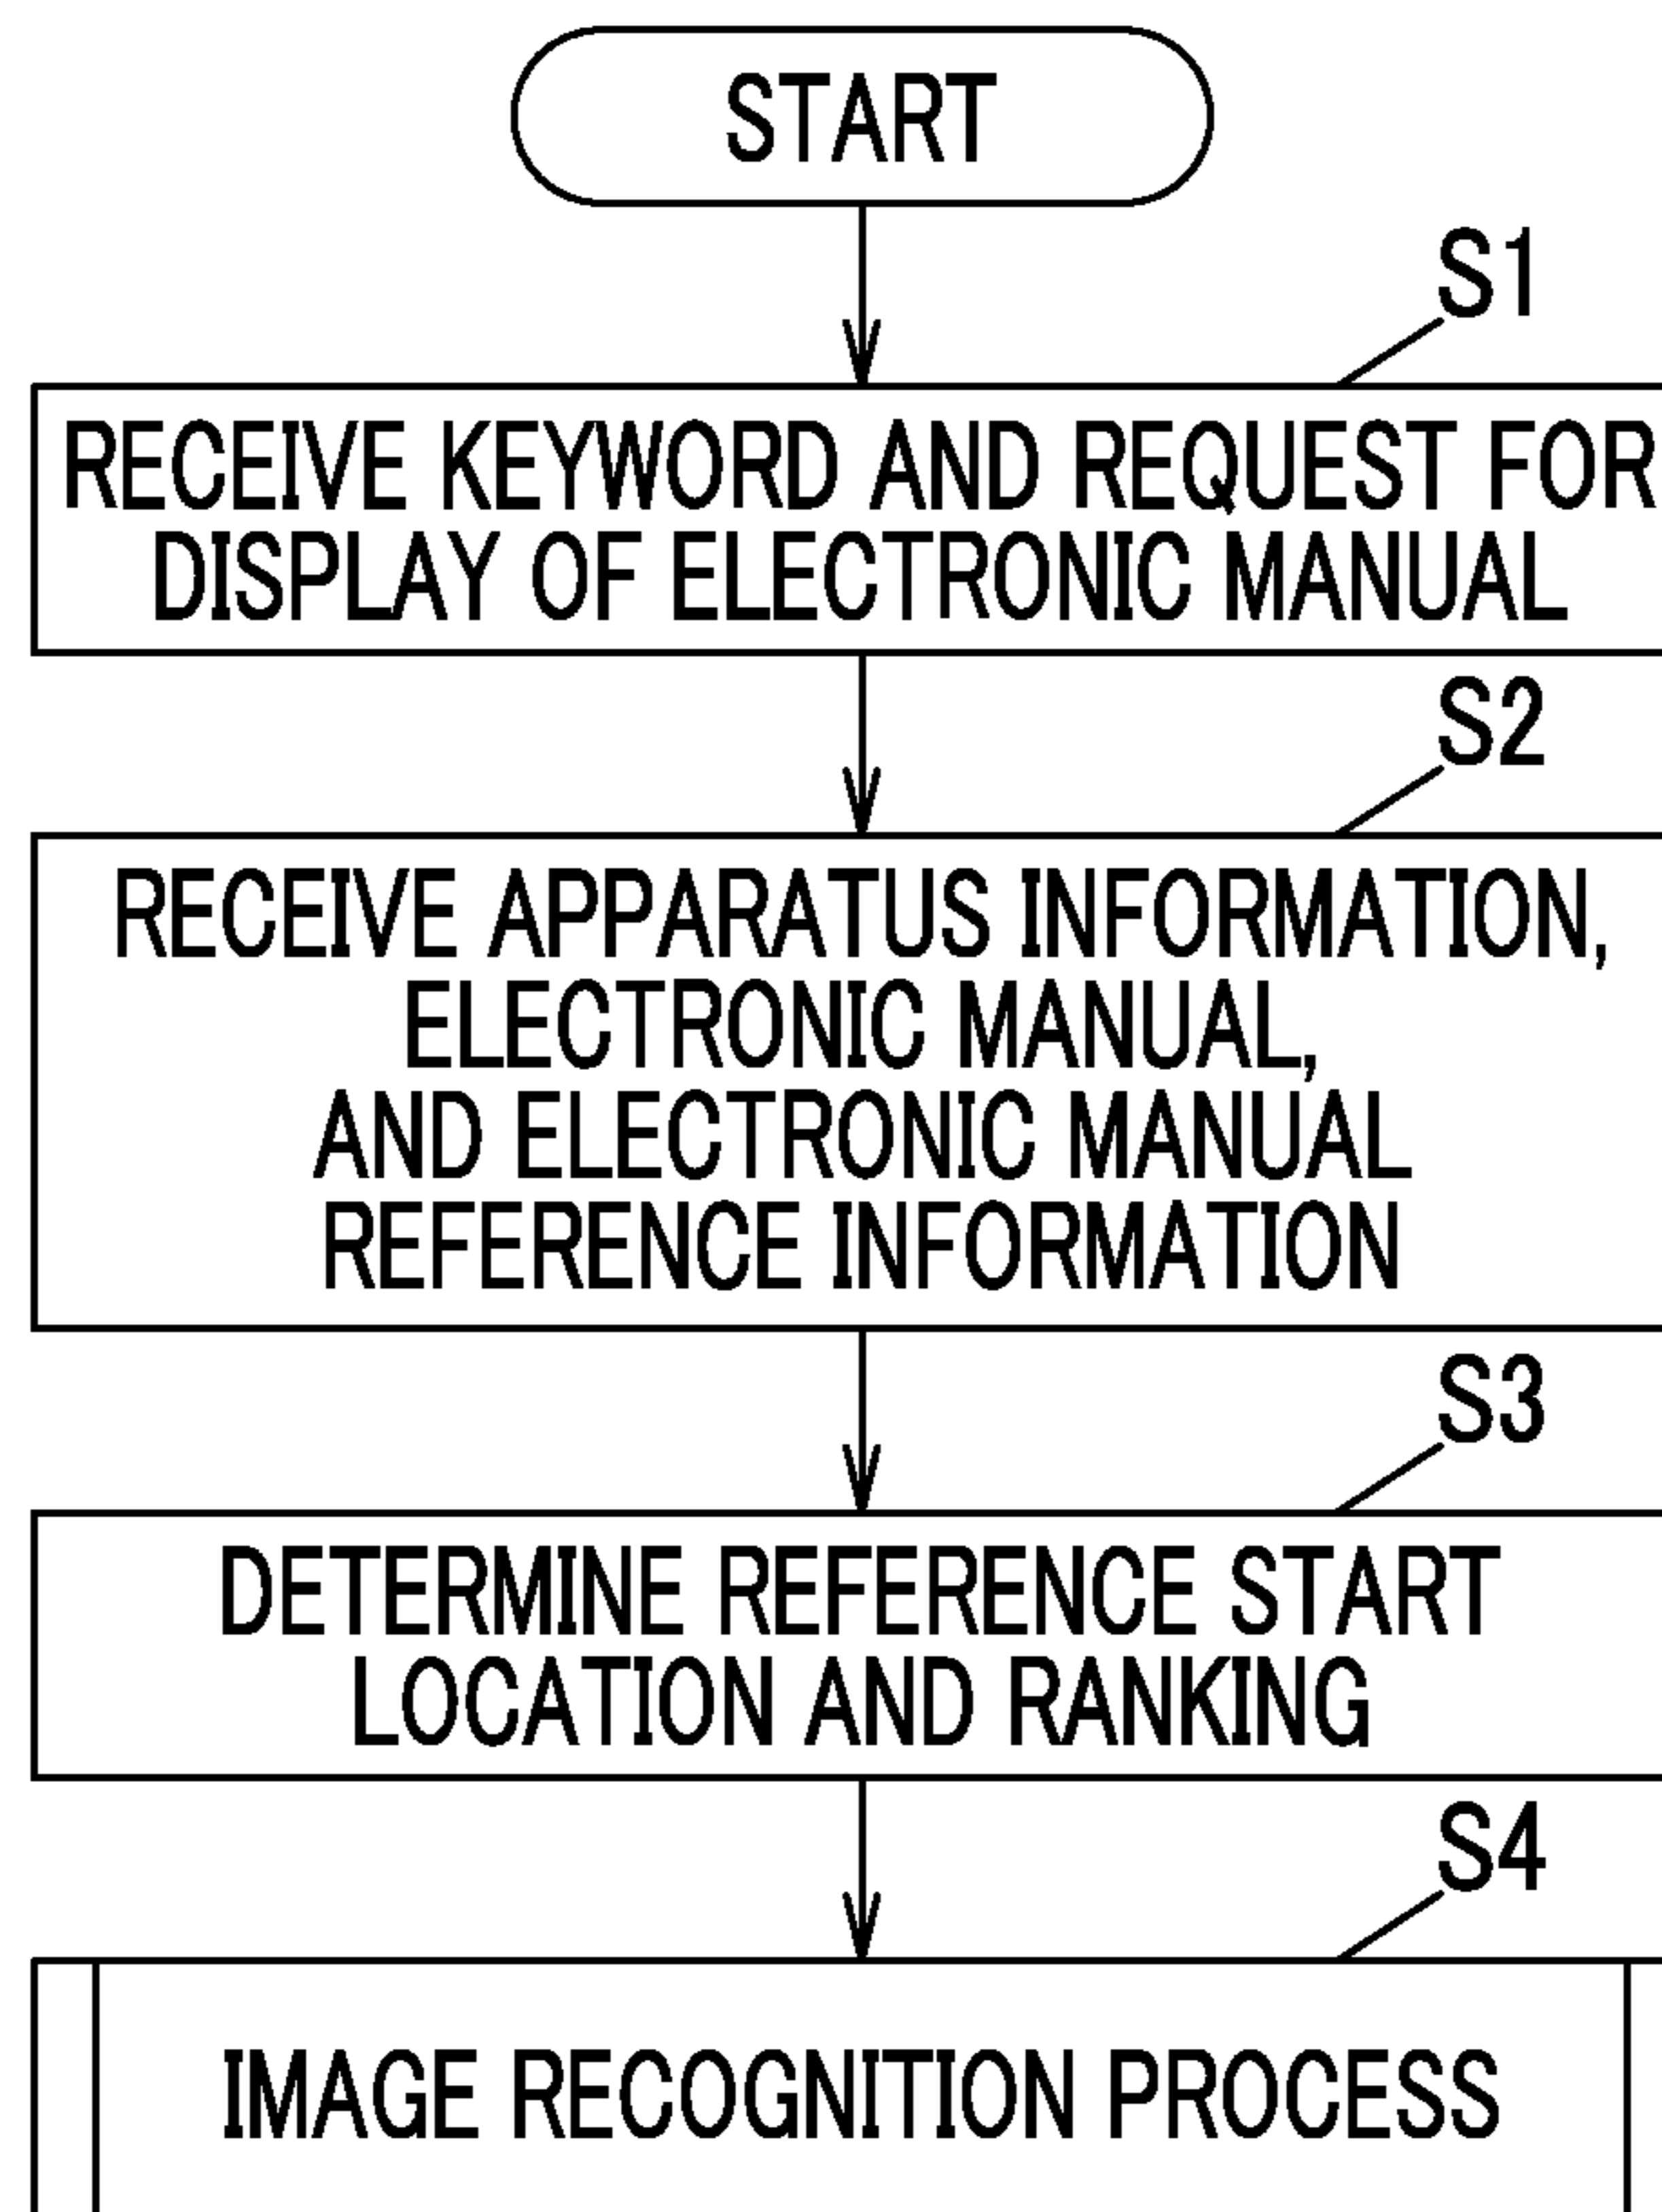 START
S1
RECEIVE KEYWORD AND REQUEST FOR
DISPLAY OF ELECTRONIC MANUAL
S2
RECEIVE APPARATUS INFORMATION,
ELECTRONIC MANUAL,
AND ELECTRONIC MANUAL
REFERENCE INFORMATION
S3
DETERMINE REFERENCE START
LOCATION AND RANKING
S4
IMAGE RECOGNITION PROCESS